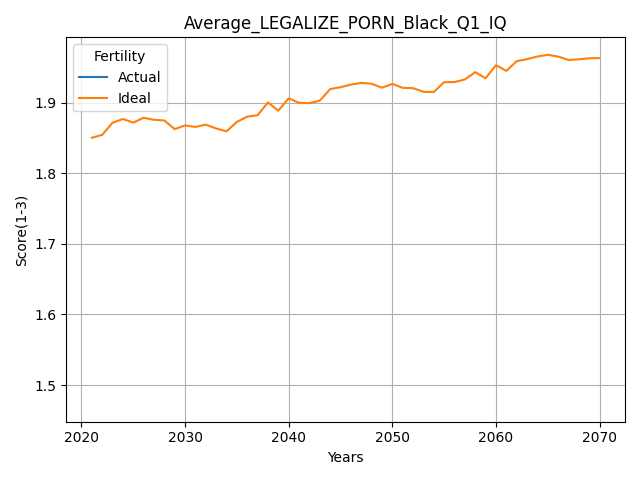 Average_LEGALIZE_PORN_Black_Q1_IQ
Fertility
Actual
Ideal
Score(1-3)
1.9
1.8
1.7
1.6
1.5
2020 2030 2040 2050 2060 2070
Years